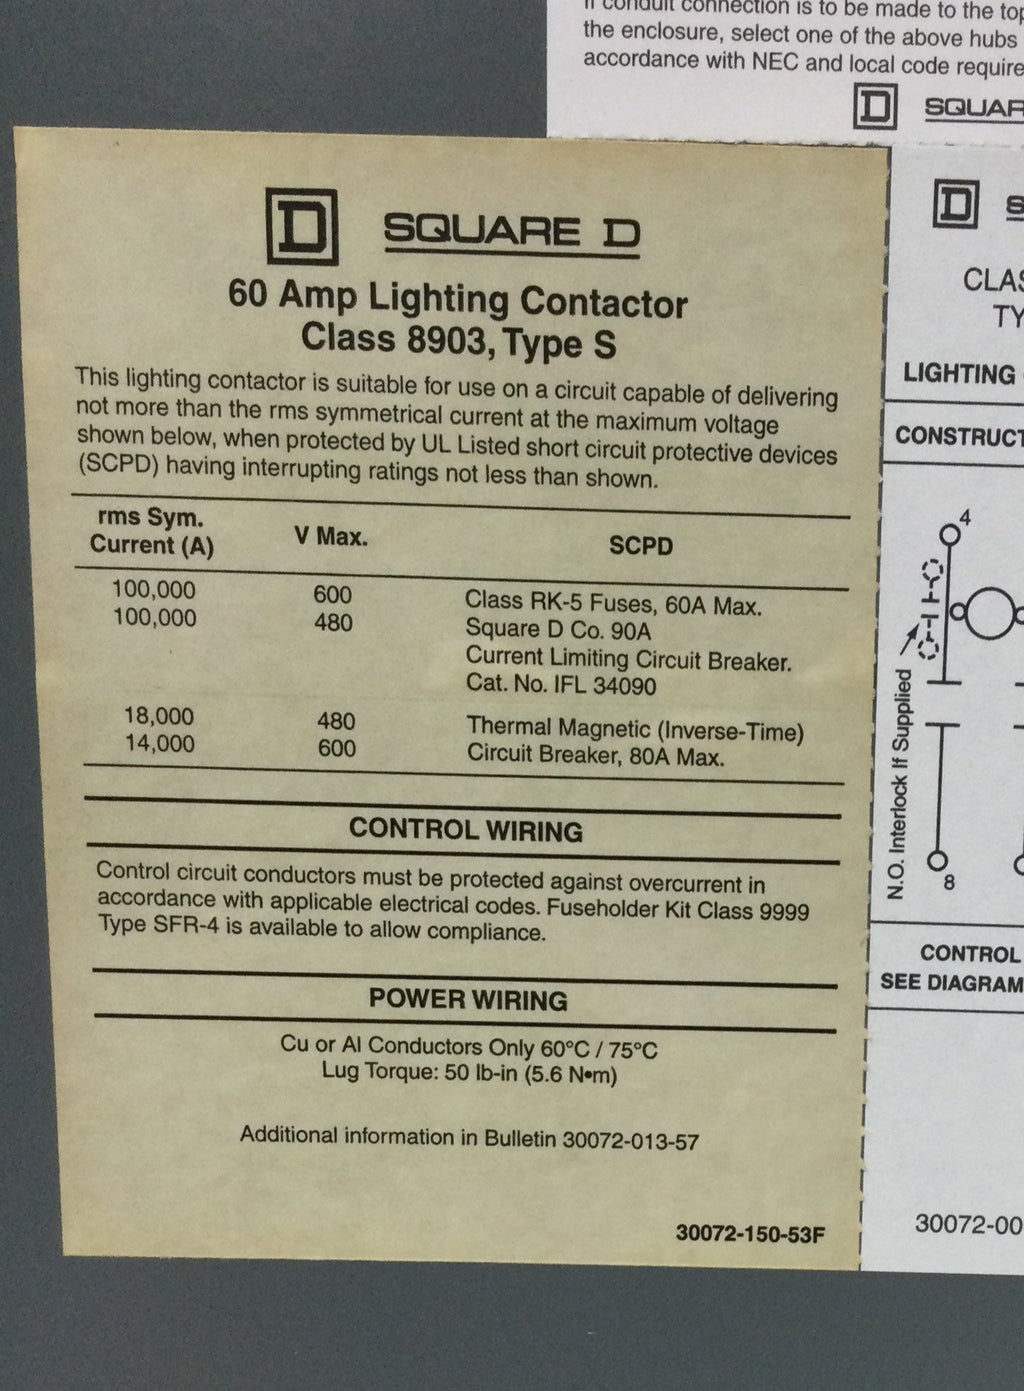 If conduit connection is to be made to the top
the enclosure, select one of the above hubs
accordance with NEC and local code require
D SQUAR
D SQUARE D
60 Amp Lighting Contactor
Class 8903, Type S
This lighting contactor is suitable for use on a circuit capable of delivering
not more than the rms symmetrical current at the maximum voltage
shown below, when protected by UL Listed short circuit protective devices
(SCPD) having interrupting ratings not less than shown.
rms Sym.
Current (A) V Max. SCPD
100,000 600 Class RK-5 Fuses, 60A Max.
100,000 480 Square D Co. 90A
Current Limiting Circuit Breaker.
Cat. No. IFL 34090
18,000 480 Thermal Magnetic (Inverse-Time)
14,000 600 Circuit Breaker, 80A Max.
CONTROL WIRING
Control circuit conductors must be protected against overcurrent in
accordance with applicable electrical codes. Fuseholder Kit Class 9999
Type SFR-4 is available to allow compliance.
POWER WIRING
Cu or Al Conductors Only 60°C / 75°C
Lug Torque: 50 lb-in (5.6 N•m)
Additional information in Bulletin 30072-013-57
30072-150-53F
D S
CLAS
TY
LIGHTING
CONSTRUCT
4
N.O. Interlock If Supplied
8
CONTROL
SEE DIAGRAM
30072-00